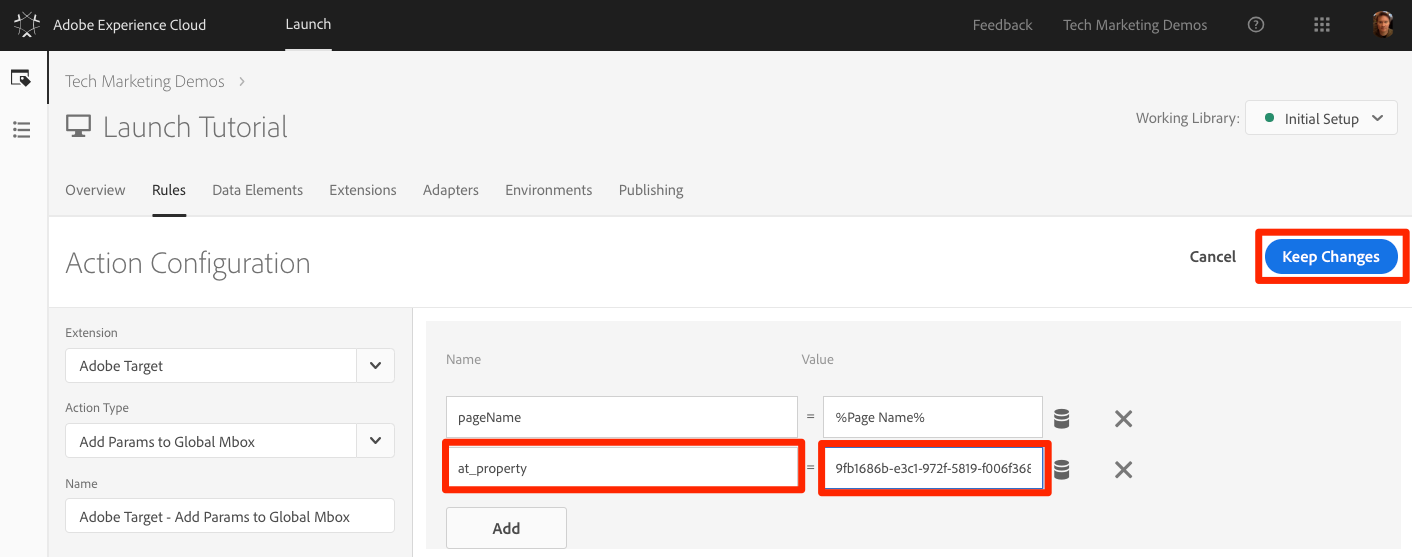 Adobe Experience Cloud
Launch
Feedback
Tech Marketing Demos
Tech Marketing Demos >
Launch Tutorial
Working Library:
Initial Setup
Overview
Rules
Data Elements
Extensions
Adapters
Environments
Publishing
Action Configuration
Cancel
Keep Changes
Extension
Adobe Target
Action Type
Add Params to Global Mbox
Name
Adobe Target - Add Params to Global Mbox
Name
Value
pageName
=
%Page Name%
at_property
=
9fb1686b-e3c1-972f-5819-f006f368
Add